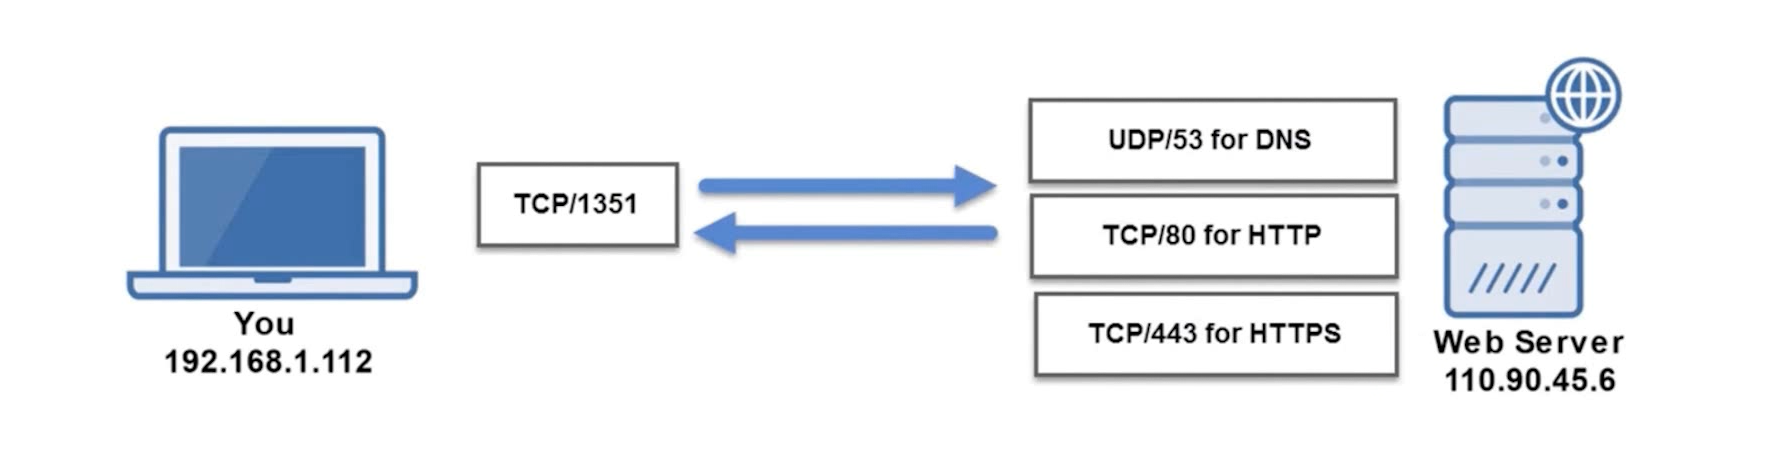 You
192.168.1.112
TCP/1351
UDP/53 for DNS
TCP/80 for HTTP
TCP/443 for HTTPS
Web Server
110.90.45.6